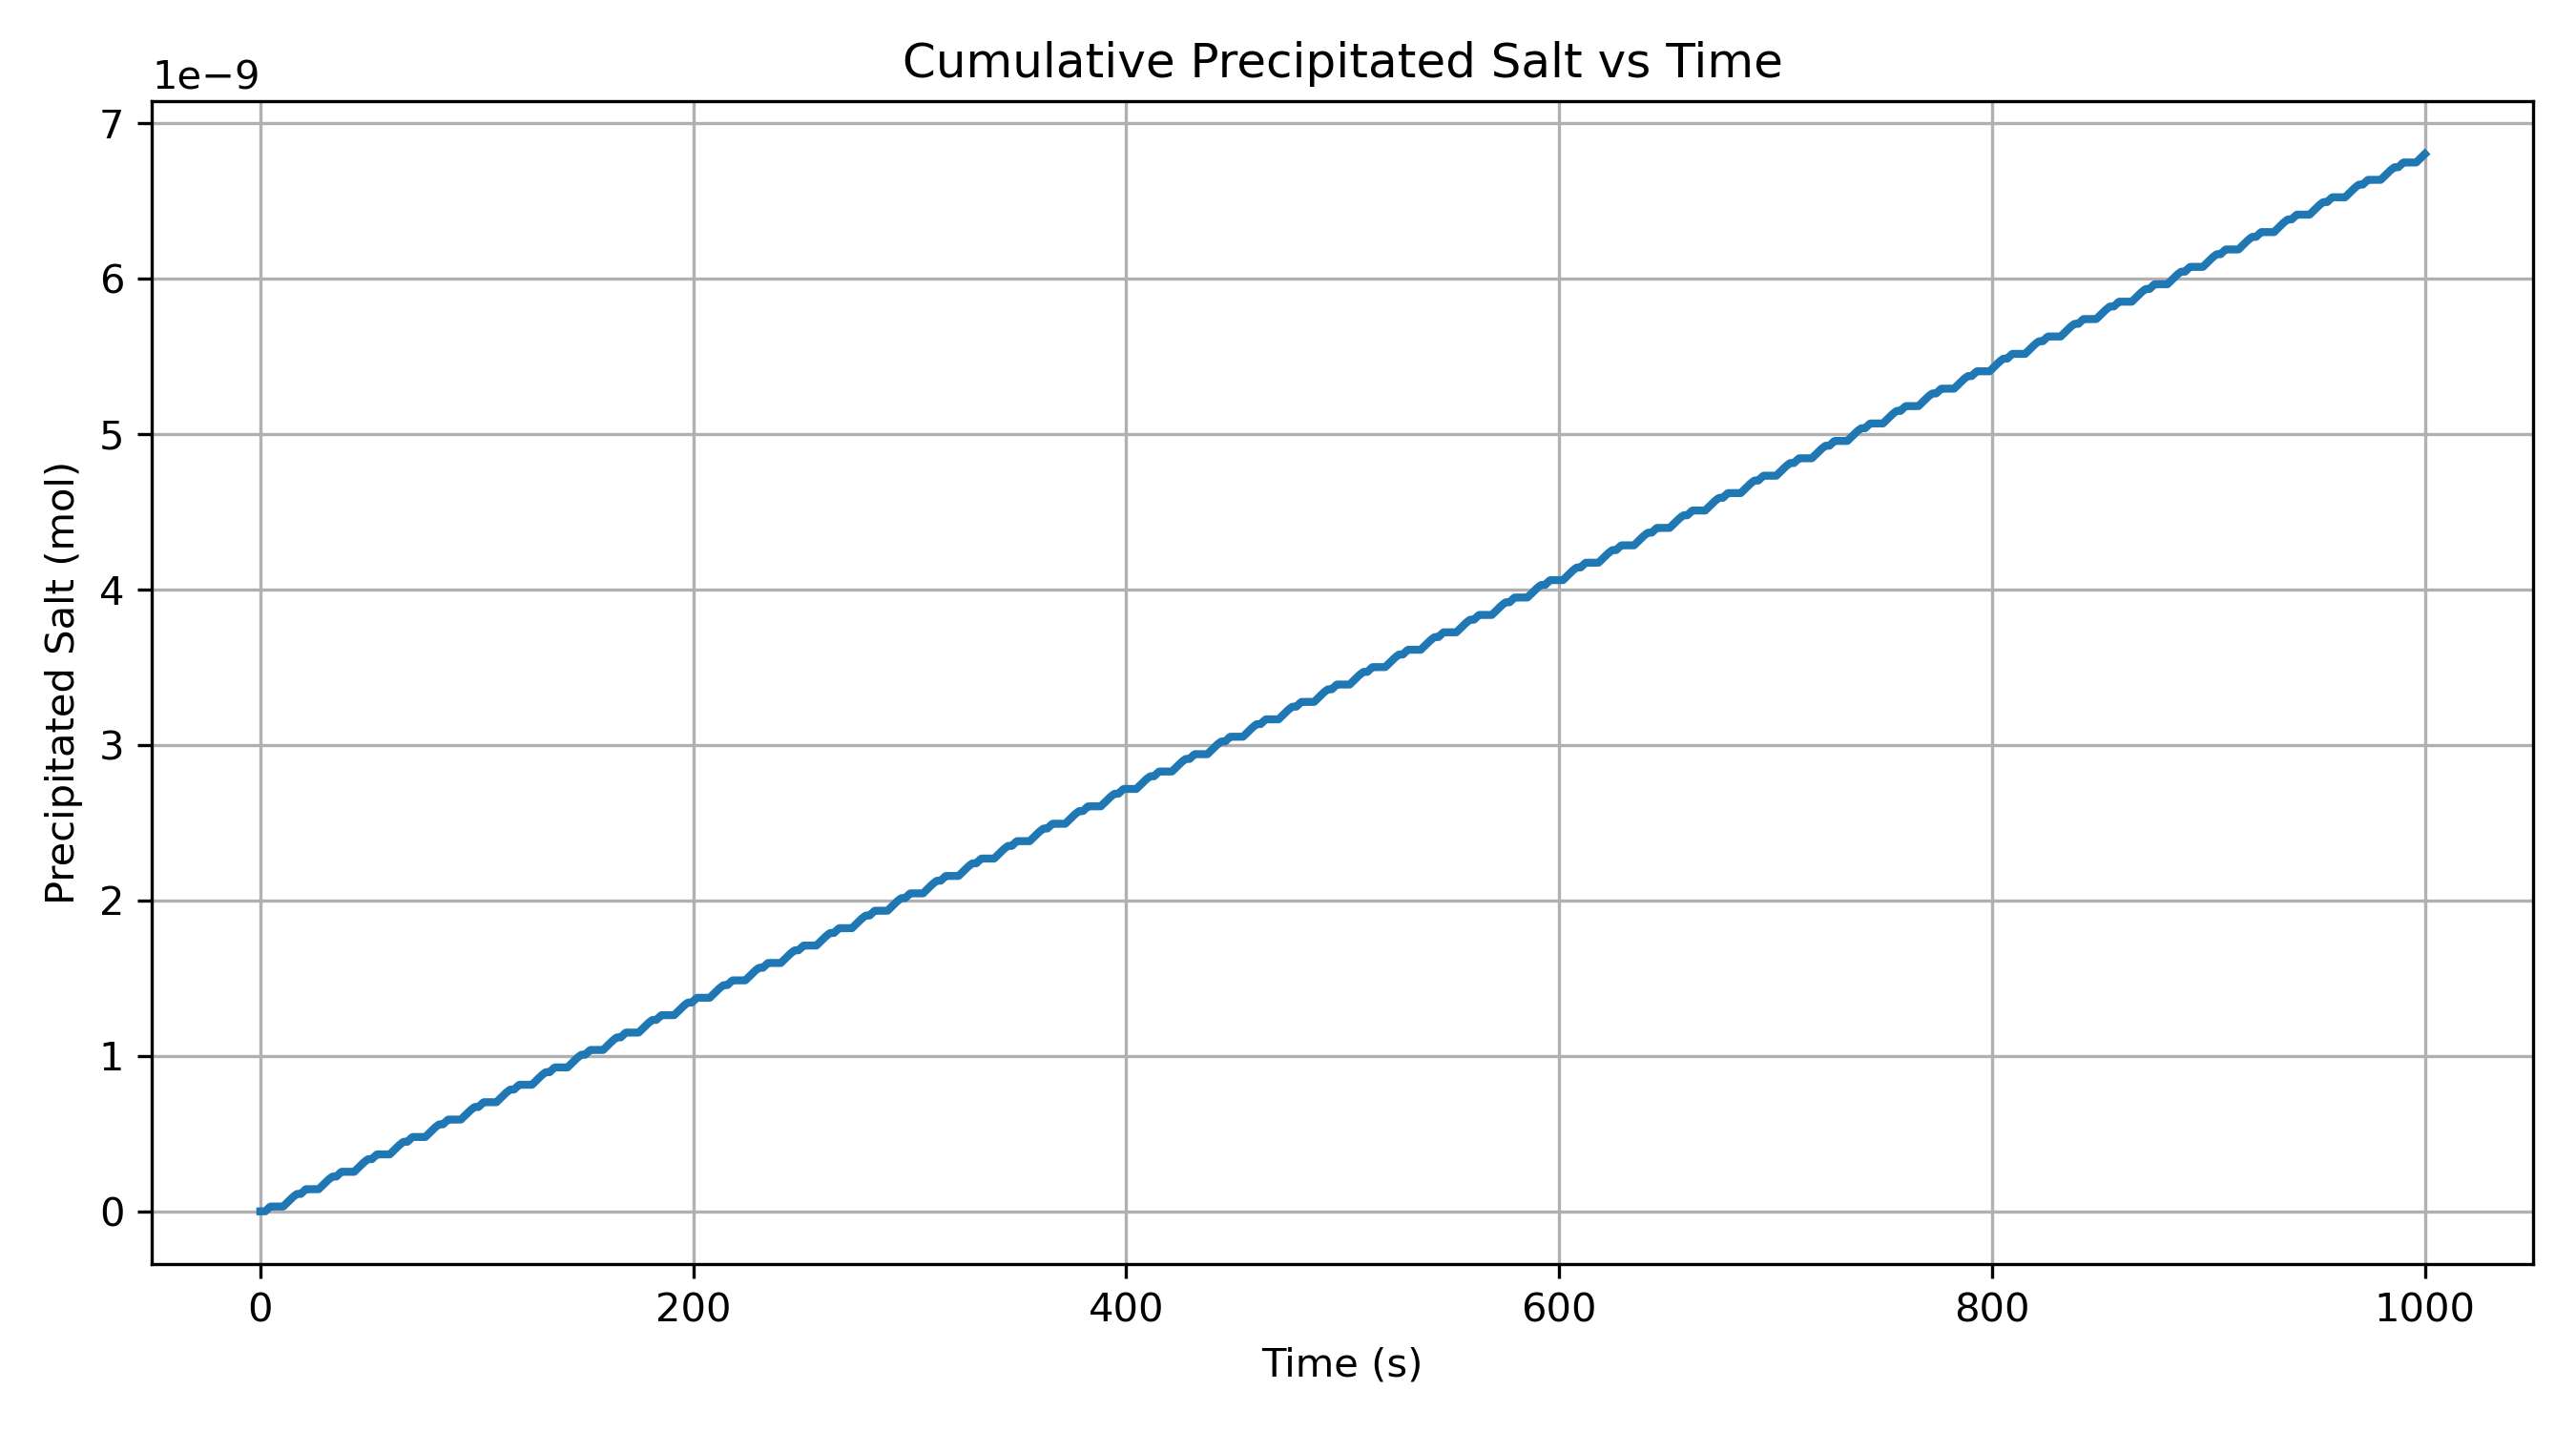 Cumulative Precipitated Salt vs Time
1e−9
7
6
5
4
3
2
1
0
Precipitated Salt (mol)
0 200 400 600 800 1000
Time (s)